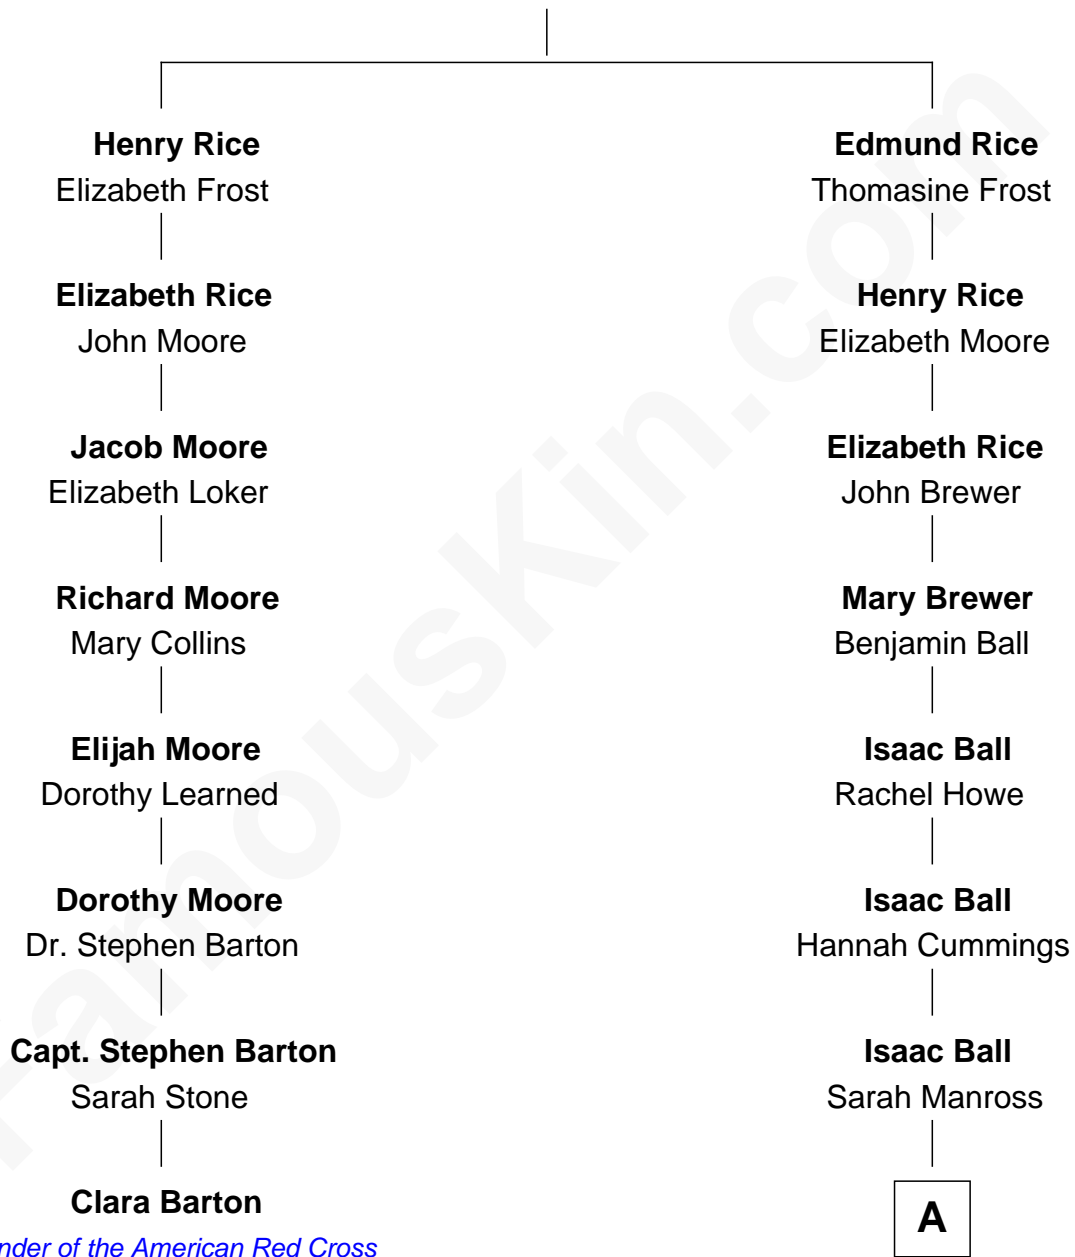 Henry Rice
Elizabeth Frost
Elizabeth Rice
John Moore
Jacob Moore
Elizabeth Loker
Richard Moore
Mary Collins
Elijah Moore
Dorothy Learned
Dorothy Moore
Dr. Stephen Barton
Capt. Stephen Barton
Sarah Stone
Clara Barton
nder of the American Red Cross
Edmund Rice
Thomasine Frost
Henry Rice
Elizabeth Moore
Elizabeth Rice
John Brewer
Mary Brewer
Benjamin Ball
Isaac Ball
Rachel Howe
Isaac Ball
Hannah Cummings
Isaac Ball
Sarah Manross
A
FamousKin.com